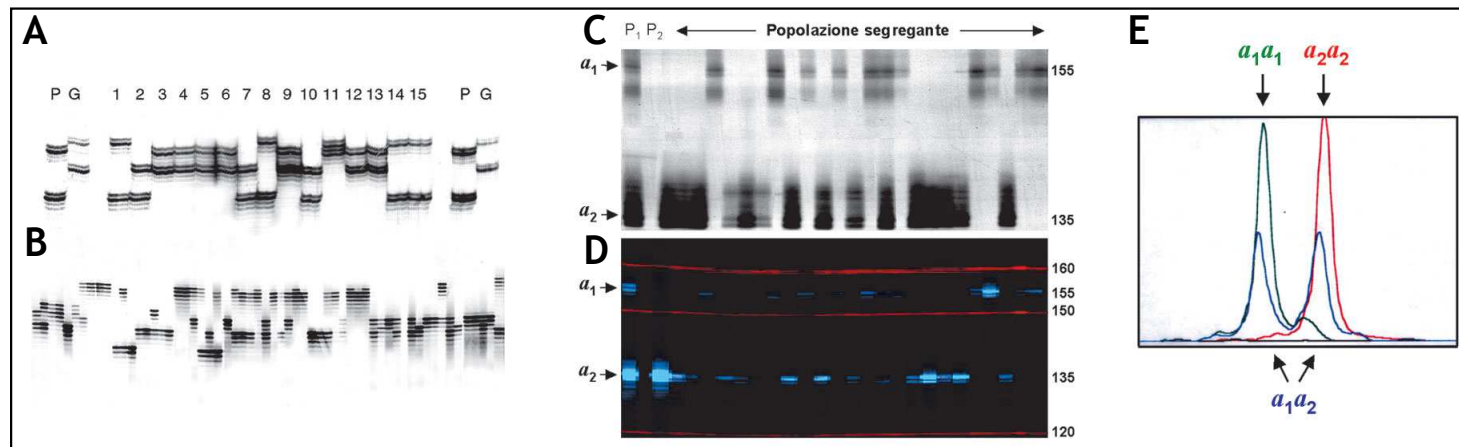 A
P G 1 2 3 4 5 6 7 8 9 10 11 12 13 14 15 P G
B
C
P₁ P₂ ← Popolazione segregante →
a₁ 155
a₂ 135
D
160
a₁ 155
150
a₂ 135
120
E
a₁a₁ a₂a₂
a₁a₂